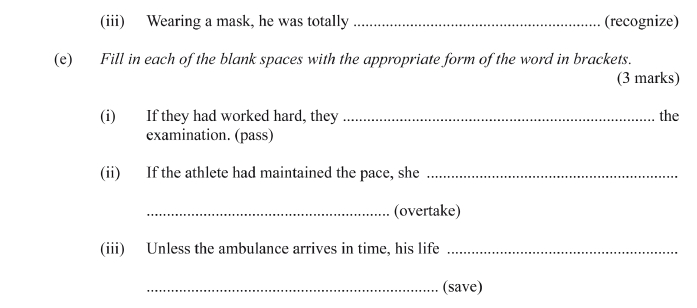 (iii) Wearing a mask, he was totally ............................................................ (recognize)
(e) Fill in each of the blank spaces with the appropriate form of the word in brackets.
(3 marks)
(i) If they had worked hard, they ............................................................................ the
examination. (pass)
(ii) If the athlete had maintained the pace, she .............................................................
........................................................... (overtake)
(iii) Unless the ambulance arrives in time, his life ........................................................
....................................................................... (save)